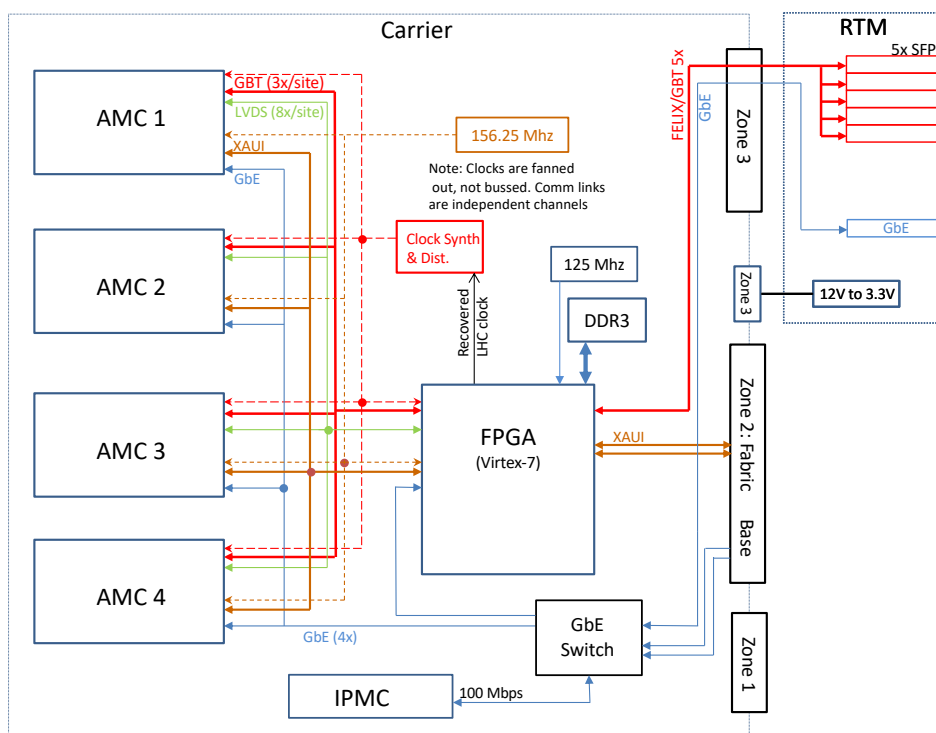 Carrier
RTM
5x SFP
AMC 1
GBT (3x/site)
LVDS (8x/site)
XAUI
GbE
156.25 Mhz
Note: Clocks are fanned
out, not bussed. Comm links
are independent channels
FELIX/GBT 5x
GbE
Zone 3
GbE
AMC 2
Clock Synth
& Dist.
125 Mhz
Zone 3
12V to 3.3V
DDR3
Recovered
LHC clock
AMC 3
FPGA
(Virtex-7)
XAUI
Zone 2: Fabric Base
AMC 4
GbE (4x)
GbE
Switch
Zone 1
IPMC
100 Mbps